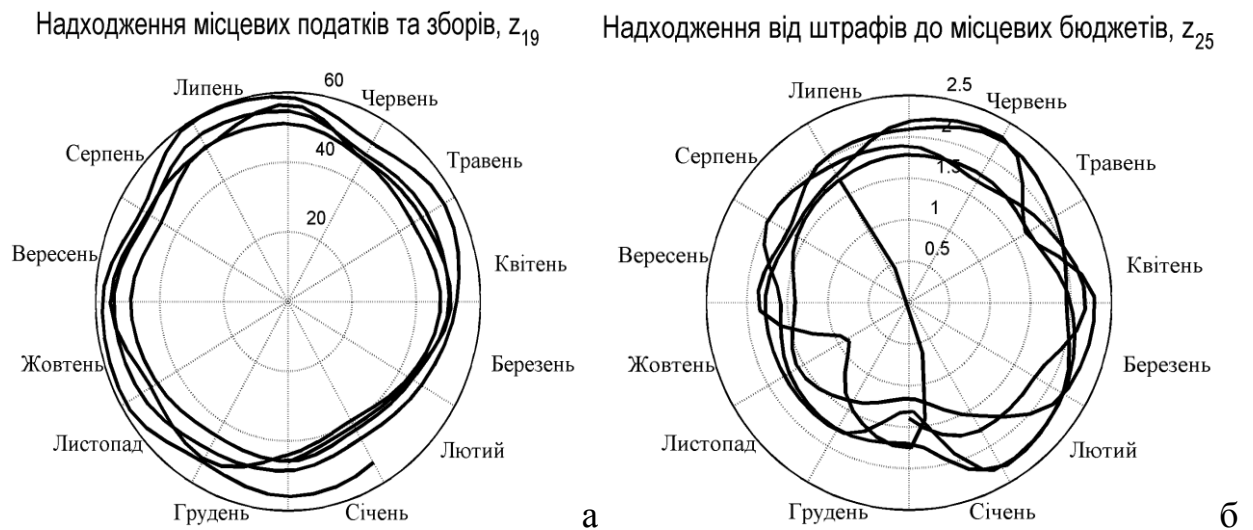 Надходження місцевих податків та зборів, z19
60
40
20
Липень
Червень
Серпень
Травень
Вересень
Квітень
Жовтень
Березень
Листопад
Лютий
Грудень
Січень
а
Надходження від штрафів до місцевих бюджетів, z25
2.5
2
1.5
1
0.5
Липень
Червень
Серпень
Травень
Вересень
Квітень
Жовтень
Березень
Листопад
Лютий
Грудень
Січень
б